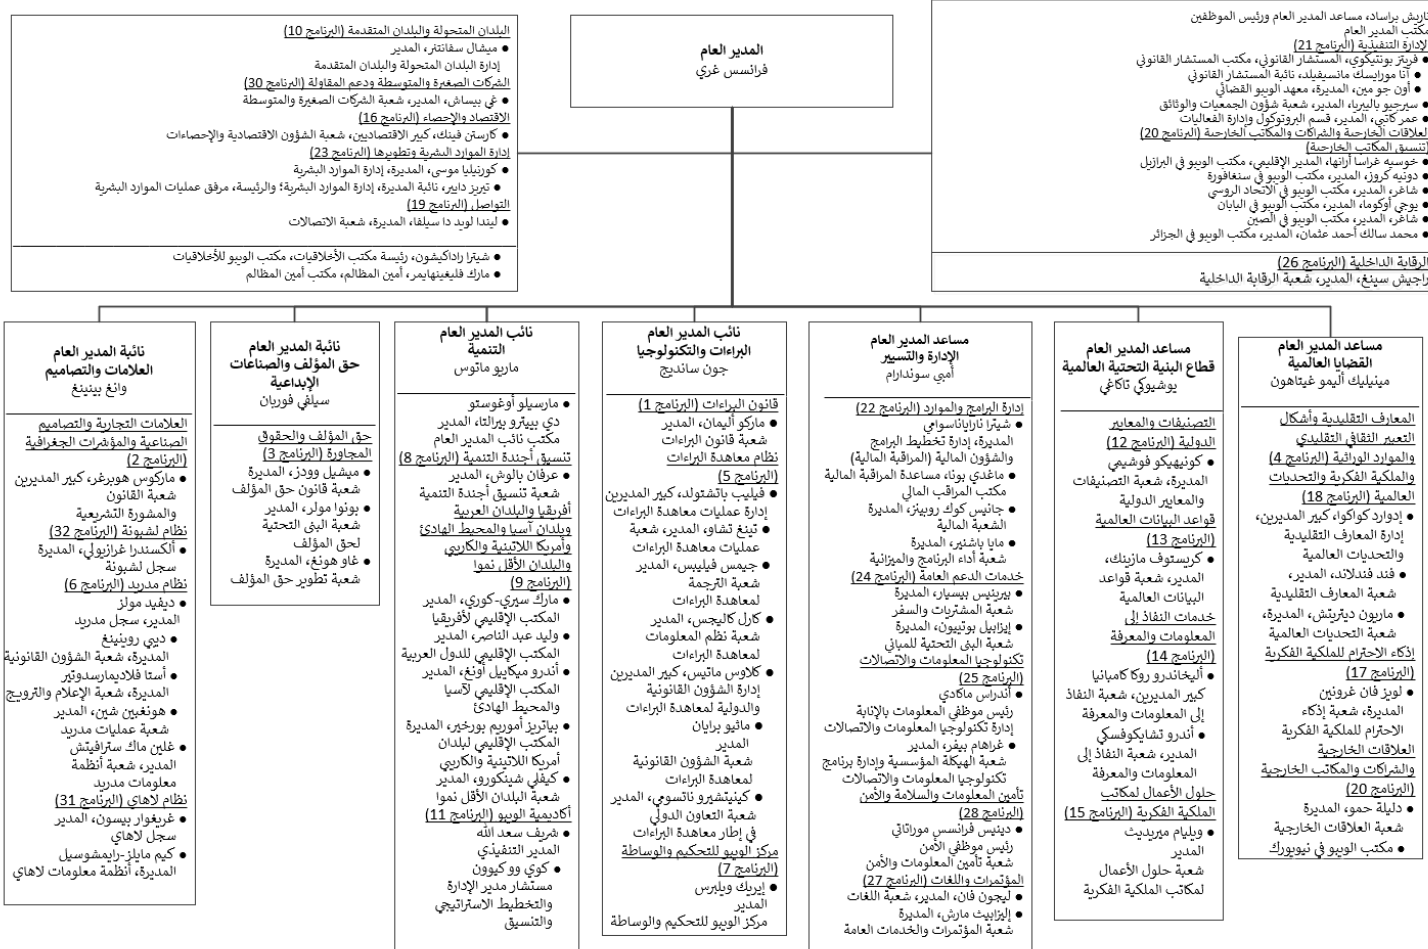 المدير العام
فرانسس غري
ناريش براساد، مساعد المدير العام ورئيس الموظفين
مكتب المدير العام
الإدارة التنفيذية (البرنامج 21)
● فريتز بونتيكوي، المستشار القانوني، مكتب المستشار القانوني
● آنا مورايسك مانسيفيلد، نائبة المستشار القانوني
● أون جو مين، المديرة، معهد الويبو القضائي
● سيرجيو باليبريا، المدير، شعبة شؤون الجمعيات والوثائق
● عمر كاتبي، المدير، قسم البروتوكول وإدارة الفعاليات
العلاقات الخارجية والشراكات والمكاتب الخارجية (البرنامج 20)
(تنسيق المكاتب الخارجية)
● خوسيه غراسا أرانها، المدير الإقليمي، مكتب الويبو في البرازيل
● دونيه كروز، المدير، مكتب الويبو في سنغافورة
● شاغر، المدير، مكتب الويبو في الاتحاد الروسي
● يوجي أوكوما، المدير، مكتب الويبو في اليابان
● شاغر، المدير، مكتب الويبو في الصين
● محمد سالك أحمد عثمان، المدير، مكتب الويبو في الجزائر
الرقابة الداخلية (البرنامج 26)
راجيش سينغ، المدير، شعبة الرقابة الداخلية
البلدان المتحولة والبلدان المتقدمة (البرنامج 10)
● ميشال سفانتنر، المدير
إدارة البلدان المتحولة والبلدان المتقدمة
الشركات الصغيرة والمتوسطة ودعم المقاولة (البرنامج 30)
● غي بيساش، المدير، شعبة الشركات الصغيرة والمتوسطة
الاقتصاد والإحصاء (البرنامج 16)
● كارستن فينك، كبير الاقتصاديين، شعبة الشؤون الاقتصادية والإحصاءات
إدارة الموارد البشرية وتطويرها (البرنامج 23)
● كورنيليا موسى، المديرة، إدارة الموارد البشرية
● تيريز دايير، نائبة المديرة، إدارة الموارد البشرية؛ والرئيسة، مرفق عمليات الموارد البشرية
التواصل (البرنامج 19)
● ليندا لويد دا سيلفا، المديرة، شعبة الاتصالات
● شيترا راداكيشون، رئيسة مكتب الأخلاقيات، مكتب الويبو للأخلاقيات
● مارك فليغينهايمر، أمين المظالم، مكتب أمين المظالم
مساعد المدير العام
القضايا العالمية
مينيليك أليمو غيتاهون
المعارف التقليدية وأشكال
التعبير الثقافي التقليدي
والموارد الوراثية (البرنامج 4)
والملكية الفكرية والتحديات
العالمية (البرنامج 18)
● إدوارد كواكوا، كبير المديرين،
إدارة المعارف التقليدية
والتحديات العالمية
● فند فندلاند، المدير،
شعبة المعارف التقليدية
● ماريون ديتريتش، المديرة،
شعبة التحديات العالمية
إذكاء الاحترام للملكية الفكرية
(البرنامج 17)
● لويز فان غرونين
المديرة، شعبة إذكاء
الاحترام للملكية الفكرية
العلاقات الخارجية
والشراكات والمكاتب الخارجية
(البرنامج 20)
● دليلة حمو، المديرة
شعبة العلاقات الخارجية
● مكتب الويبو في نيويورك
مساعد المدير العام
قطاع البنية التحتية العالمية
يوشيوكي تاكاغي
التصنيفات والمعايير
الدولية (البرنامج 12)
● كونيهيكو فوشيمي
المديرة، شعبة التصنيفات
والمعايير الدولية
قواعد البيانات العالمية
(البرنامج 13)
● كريستوف مازينك،
المدير، شعبة قواعد
البيانات العالمية
خدمات النفاذ إلى
المعلومات والمعرفة
(البرنامج 14)
● أليخاندرو روكا كامبانيا
كبير المديرين، شعبة النفاذ
إلى المعلومات والمعرفة
● أندرو تشايكوفسكي
المدير، شعبة النفاذ إلى
المعلومات والمعرفة
حلول الأعمال لمكاتب
الملكية الفكرية (البرنامج 15)
● ويليام ميريديث
المدير
شعبة حلول الأعمال
لمكاتب الملكية الفكرية
مساعد المدير العام
الإدارة والتسيير
أمبي سوندارام
إدارة البرامج والموارد (البرنامج 22)
● شيترا نارايناسوامي
المديرة، إدارة تخطيط البرامج
والشؤون المالية (المراقبة المالية)
● ماغدي بونا، مساعدة المراقبة المالية
مكتب المراقب المالي
● جانيس كوك روبينز، المديرة
الشعبة المالية
● مايا باشنير، المديرة
شعبة أداء البرنامج والميزانية
خدمات الدعم العامة (البرنامج 24)
● بيرنيس بيسيار، المديرة
شعبة المشتريات والسفر
● إيزابيل بوتييون، المديرة
شعبة البنى التحتية للمباني
تكنولوجيا المعلومات والاتصالات
(البرنامج 25)
● أندراس ماكادي
رئيس موظفي المعلومات بالإنابة
إدارة تكنولوجيا المعلومات والاتصالات
● غراهام بيفر، المدير
شعبة الهيكلة المؤسسية وإدارة برنامج
تكنولوجيا المعلومات والاتصالات
تأمين المعلومات والسلامة والأمن
(البرنامج 28)
● دينيس فرانسس موراتاتي
رئيس موظفي الأمن
شعبة تأمين المعلومات والأمن
المؤتمرات واللغات (البرنامج 27)
● ليجون فان، المدير، شعبة اللغات
● إليزابيث مارش، المديرة
شعبة المؤتمرات والخدمات العامة
نائب المدير العام
البراءات والتكنولوجيا
جون سانديج
قانون البراءات (البرنامج 1)
● ماركو أليمان، المدير
شعبة قانون البراءات
نظام معاهدة البراءات
(البرنامج 5)
● فيليب باتشتولد، كبير المديرين
إدارة عمليات معاهدة البراءات
● تينغ تشاو، المدير، شعبة
عمليات معاهدة البراءات
● جيمس فيليبس، المدير
شعبة الترجمة
لمعاهدة البراءات
● كارل كاليجس، المدير
شعبة نظم المعلومات
لمعاهدة البراءات
● كلاوس ماتيس، كبير المديرين
إدارة الشؤون القانونية
والدولية لمعاهدة البراءات
● ماثيو برايان
المدير
شعبة الشؤون القانونية
لمعاهدة البراءات
● كينيتشيرو ناتسومي، المدير
شعبة التعاون الدولي
في إطار معاهدة البراءات
مركز الويبو للتحكيم والوساطة
(البرنامج 7)
● إيريك ويلبرس
المدير
مركز الويبو للتحكيم والوساطة
نائب المدير العام
التنمية
ماريو ماتوس
● مارسيلو أوغوستو
دي بييترو بيرالتا، المدير
مكتب نائب المدير العام
تنسيق أجندة التنمية (البرنامج 8)
● عرفان بالوش، المدير
شعبة تنسيق أجندة التنمية
أفريقيا والبلدان العربية
وبلدان آسيا والمحيط الهادئ
وأمريكا اللاتينية والكاريبي
والبلدان الأقل نموا
(البرنامج 9)
● مارك سيري-كوري، المدير
المكتب الإقليمي لأفريقيا
● وليد عبد الناصر، المدير
المكتب الإقليمي للدول العربية
● أندرو ميكاييل أونغ، المدير
المكتب الإقليمي لآسيا
والمحيط الهادئ
● بياتريز أموريم بورخير، المديرة
المكتب الإقليمي لبلدان
أمريكا اللاتينية والكاريبي
● كيفلي شينكورو، المدير
شعبة البلدان الأقل نموا
أكاديمية الويبو (البرنامج 11)
● شريف سعد الله
المدير التنفيذي
● كوي وو كيوون
مستشار مدير الإدارة
والتخطيط الاستراتيجي
والتنسيق
نائبة المدير العام
حق المؤلف والصناعات
الإبداعية
سيلفي فوربان
حق المؤلف والحقوق
المجاورة (البرنامج 3)
● ميشيل وودز، المديرة
شعبة قانون حق المؤلف
● بونوا مولر، المدير
شعبة البنى التحتية
لحق المؤلف
● غاو هونغ، المديرة
شعبة تطوير حق المؤلف
نائبة المدير العام
العلامات والتصاميم
وانغ بينينغ
العلامات التجارية والتصاميم
الصناعية والمؤشرات الجغرافية
(البرنامج 2)
● ماركوس هوبرغر، كبير المديرين
شعبة القانون
والمشورة التشريعية
نظام لشبونة (البرنامج 32)
● ألكسندرا غرازيولي، المديرة
سجل لشبونة
نظام مدريد (البرنامج 6)
● ديفيد مولز
المدير، سجل مدريد
● ديبي روينينغ
المديرة، شعبة الشؤون القانونية
● أستا فلاديمارسدوتير
المديرة، شعبة الإعلام والترويج
● هونغبين شين، المدير
شعبة عمليات مدريد
● غلين ماك سترافيتش
المدير، شعبة أنظمة
معلومات مدريد
نظام لاهاي (البرنامج 31)
● غريغوار بيسون، المدير
سجل لاهاي
● كيم مايلز-رايمشوسيل
المديرة، أنظمة معلومات لاهاي